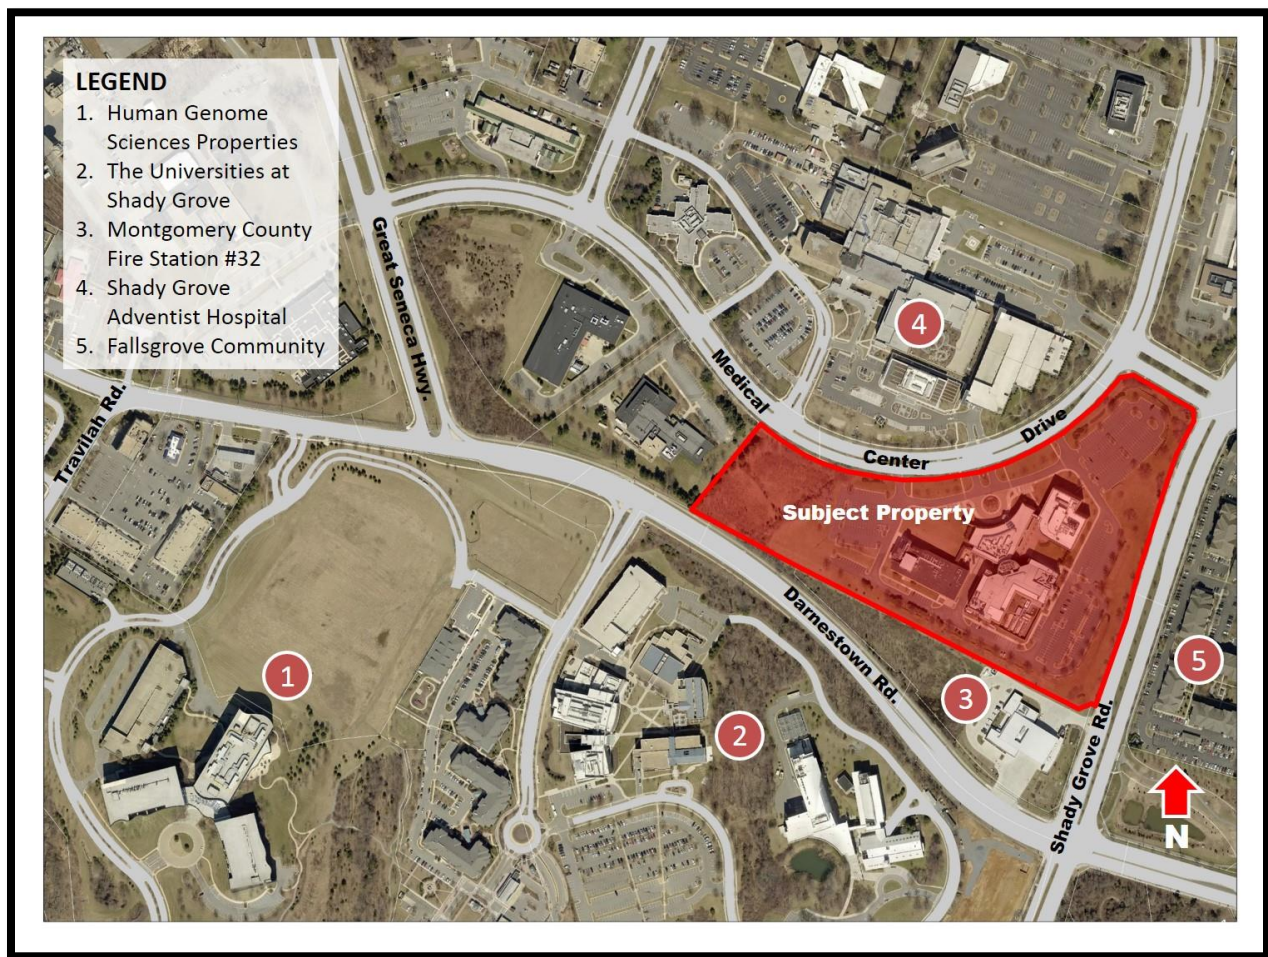 LEGEND
1. Human Genome
Sciences Properties
2. The Universities at
Shady Grove
3. Montgomery County
Fire Station #32
4. Shady Grove
Adventist Hospital
5. Fallsgrove Community
Great Seneca Hwy.
Travilah Rd.
Medical
Center
Drive
4
Subject Property
Darnestown Rd.
1
2
3
5
Shady Grove Rd.
N